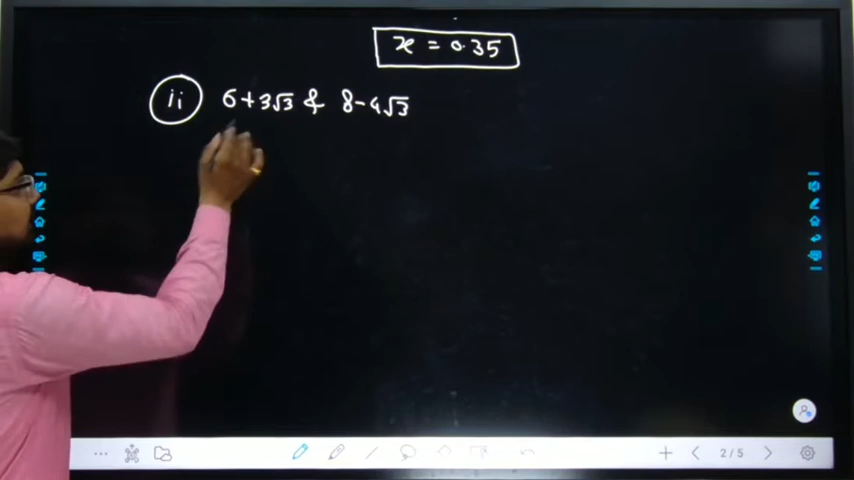 x = 0.35
ii 6+3√3 & 8-4√3
2/5